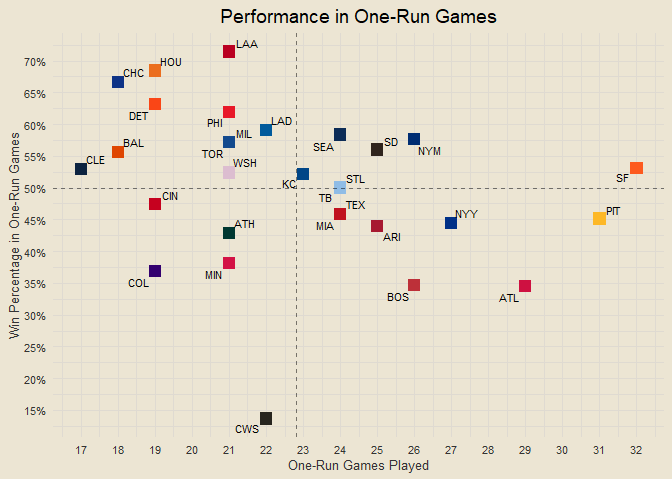 Performance in One-Run Games
LAA
HOU
70%
CHC
65%
DET
PHI
LAD
60%
MIL
SEA
SD
NYM
BAL
TOR
55%
CLE
WSH
SF
KC
STL
50%
TB
CIN
TEX
NYY
PIT
45%
ATH
MIA
ARI
40%
MIN
COL
35%
BOS
ATL
30%
25%
20%
15%
CWS
Win Percentage in One-Run Games
17 18 19 20 21 22 23 24 25 26 27 28 29 30 31 32
One-Run Games Played